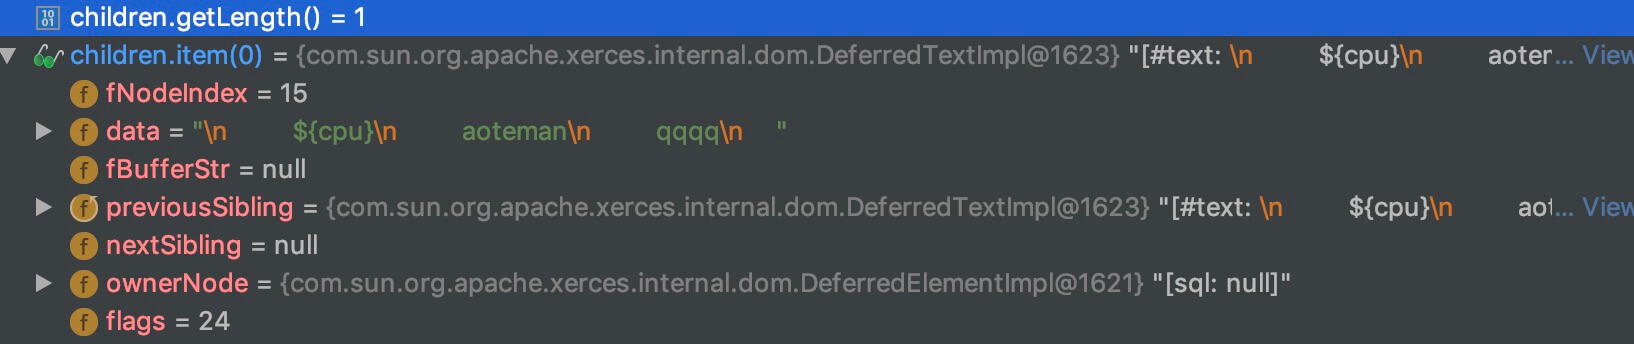 10 01 children.getLength() = 1
children.item(0) = {com.sun.org.apache.xerces.internal.dom.DeferredTextImpl@1623} "[#text: \n ${cpu}\n aoter... View
f fNodeIndex = 15
f data = "\n ${cpu}\n aoteman\n qqqq\n "
f fBufferStr = null
f previousSibling = {com.sun.org.apache.xerces.internal.dom.DeferredTextImpl@1623} "[#text: \n ${cpu}\n aot... View
f nextSibling = null
f ownerNode = {com.sun.org.apache.xerces.internal.dom.DeferredElementImpl@1621} "[sql: null]"
f flags = 24